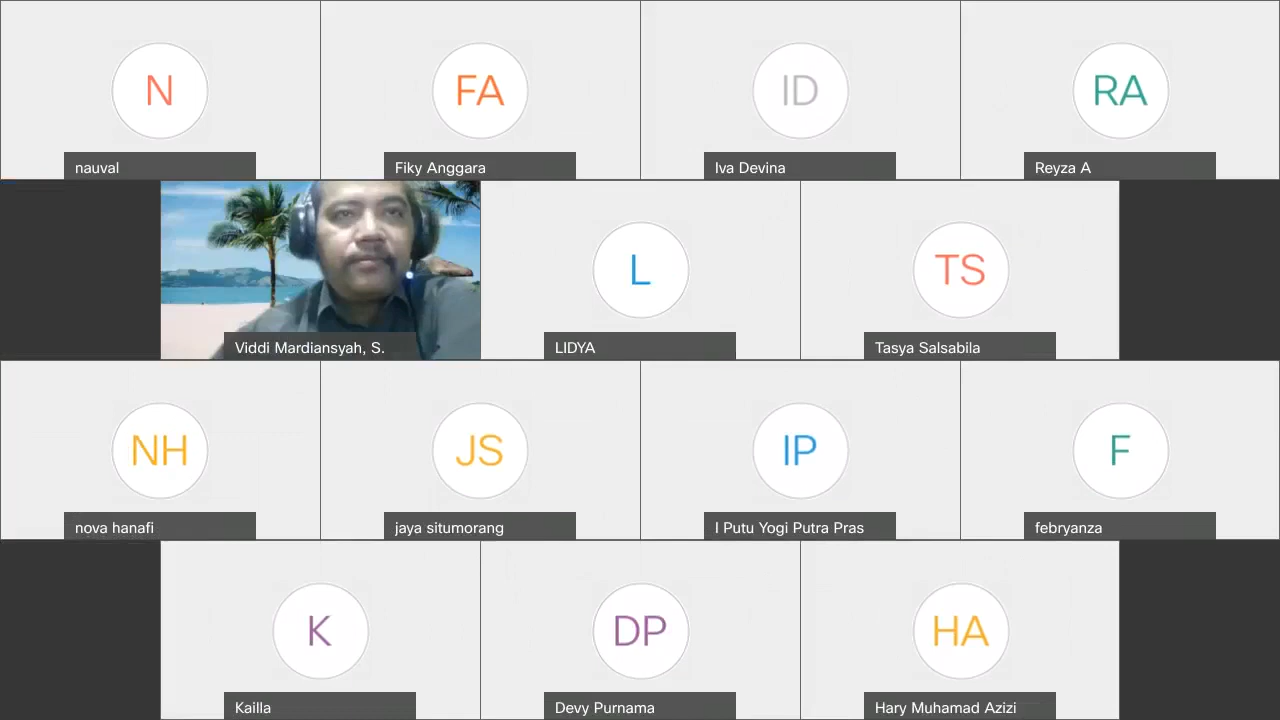 N
nauval
FA
Fiky Anggara
ID
Iva Devina
RA
Reyza A
Viddi Mardiansyah, S.
L
LIDYA
TS
Tasya Salsabila
NH
nova hanafi
JS
jaya situmorang
IP
I Putu Yogi Putra Pras
F
febryanza
K
Kailla
DP
Devy Purnama
HA
Hary Muhamad Azizi